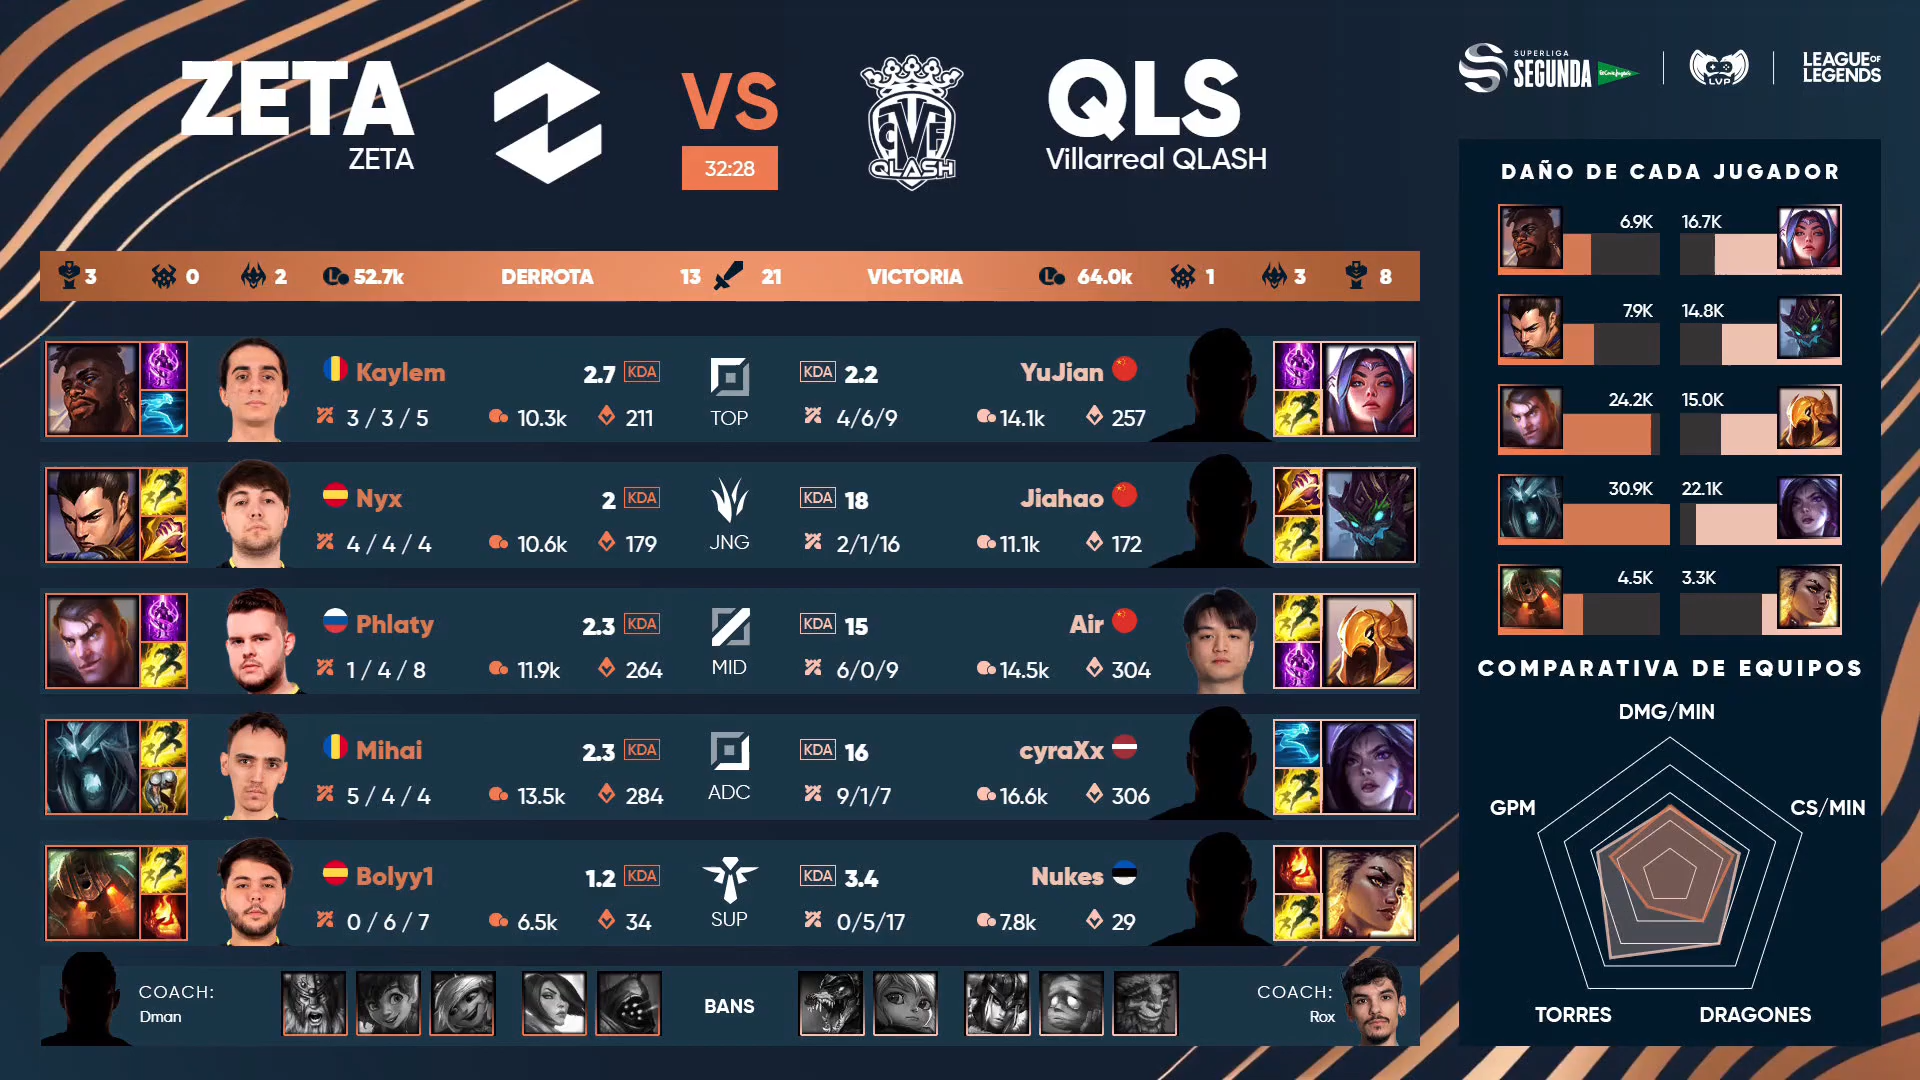 ZETA
ZETA
VS
32:28
QLS
Villarreal QLASH
QLASH
SUPERLIGA
SEGUNDA
El Corte Inglés
LVP
LEAGUE OF
LEGENDS
3 0 2 52.7k DERROTA 13 21 VICTORIA 64.0k 1 3 8
Kaylem 2.7 KDA TOP KDA 2.2 YuJian
3 / 3 / 5 10.3k 211 4/6/9 14.1k 257
Nyx 2 KDA JNG KDA 18 Jiahao
4 / 4 / 4 10.6k 179 2/1/16 11.1k 172
Phlaty 2.3 KDA MID KDA 15 Air
1 / 4 / 8 11.9k 264 6/0/9 14.5k 304
Mihai 2.3 KDA ADC KDA 16 cyraXx
5 / 4 / 4 13.5k 284 9/1/7 16.6k 306
Bolyy1 1.2 KDA SUP KDA 3.4 Nukes
0 / 6 / 7 6.5k 34 0/5/17 7.8k 29
COACH:
Dman
BANS
COACH:
Rox
DAÑO DE CADA JUGADOR
6.9K 16.7K
7.9K 14.8K
24.2K 15.0K
30.9K 22.1K
4.5K 3.3K
COMPARATIVA DE EQUIPOS
DMG/MIN
GPM
CS/MIN
TORRES
DRAGONES